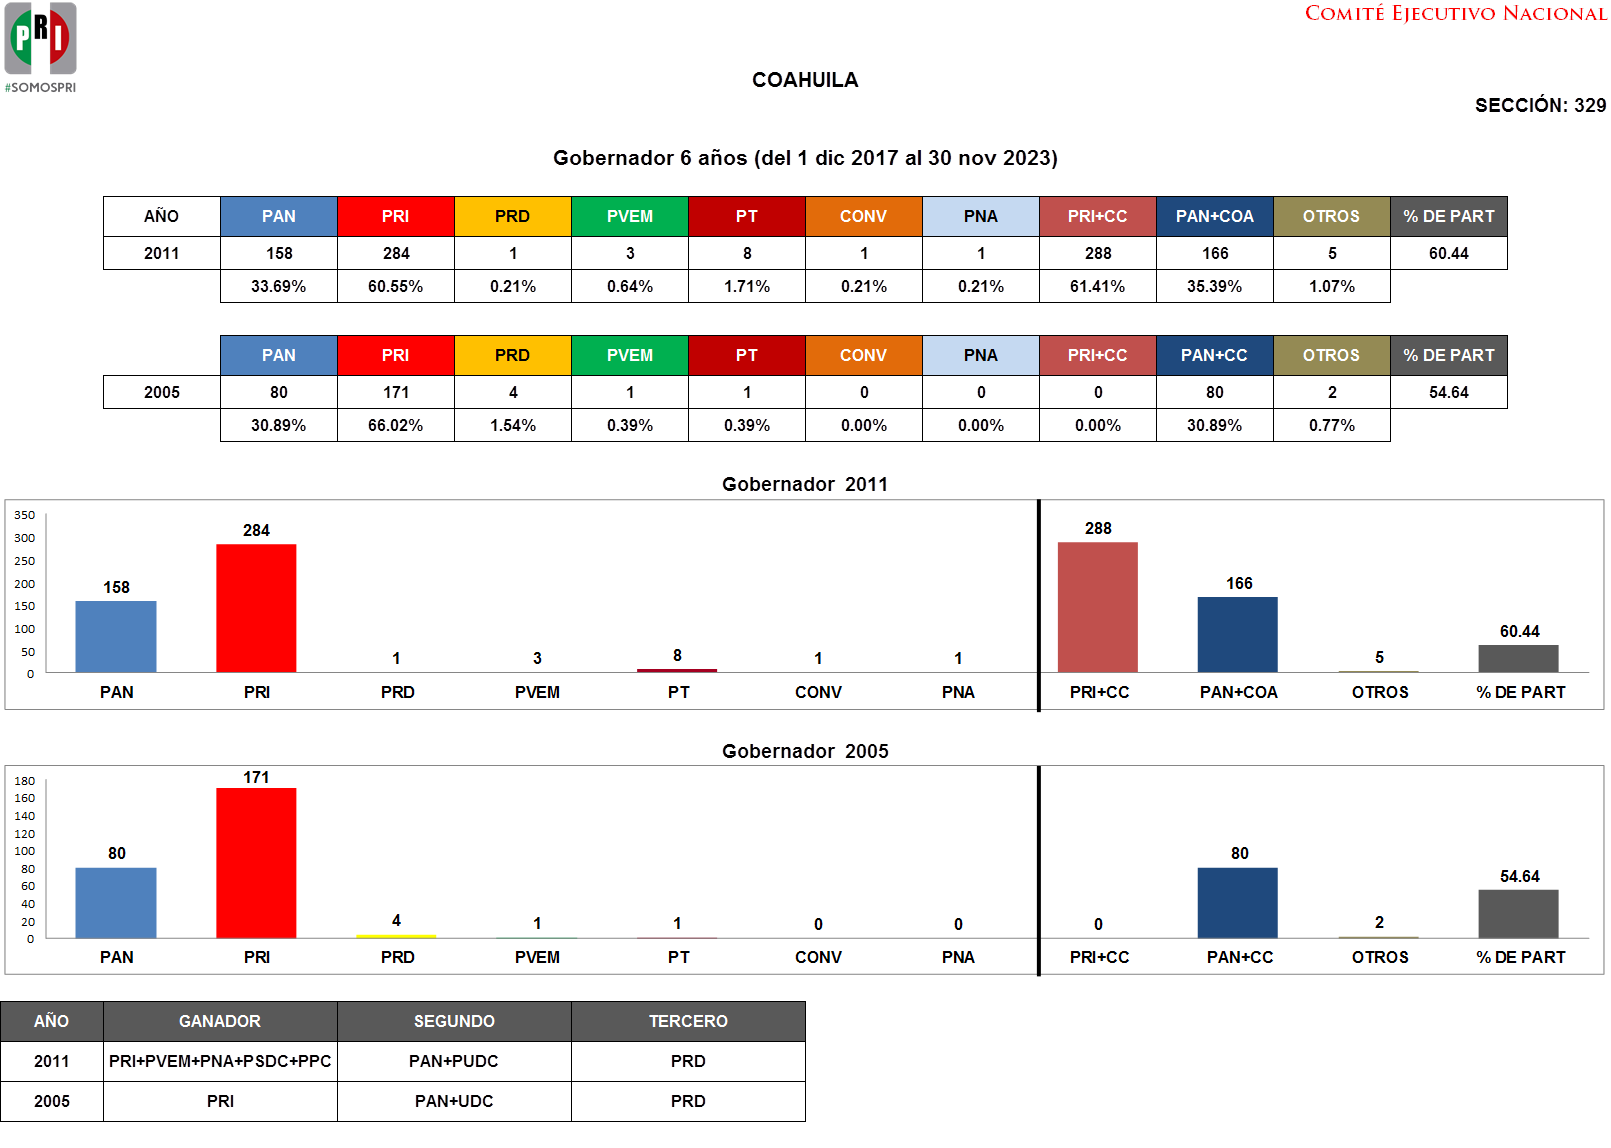 PRI
#SOMOSPRI
COMITÉ EJECUTIVO NACIONAL
COAHUILA
SECCIÓN: 329
Gobernador 6 años (del 1 dic 2017 al 30 nov 2023)
AÑO PAN PRI PRD PVEM PT CONV PNA PRI+CC PAN+COA OTROS % DE PART
2011 158 284 1 3 8 1 1 288 166 5 60.44
33.69% 60.55% 0.21% 0.64% 1.71% 0.21% 0.21% 61.41% 35.39% 1.07%
PAN PRI PRD PVEM PT CONV PNA PRI+CC PAN+CC OTROS % DE PART
2005 80 171 4 1 1 0 0 0 80 2 54.64
30.89% 66.02% 1.54% 0.39% 0.39% 0.00% 0.00% 0.00% 30.89% 0.77%
Gobernador 2011
350
300
250
200
150
100
50
0
158 284 1 3 8 1 1 288 166 5 60.44
PAN PRI PRD PVEM PT CONV PNA PRI+CC PAN+COA OTROS % DE PART
Gobernador 2005
180
160
140
120
100
80
60
40
20
0
80 171 4 1 1 0 0 0 80 2 54.64
PAN PRI PRD PVEM PT CONV PNA PRI+CC PAN+CC OTROS % DE PART
AÑO GANADOR SEGUNDO TERCERO
2011 PRI+PVEM+PNA+PSDC+PPC PAN+PUDC PRD
2005 PRI PAN+UDC PRD